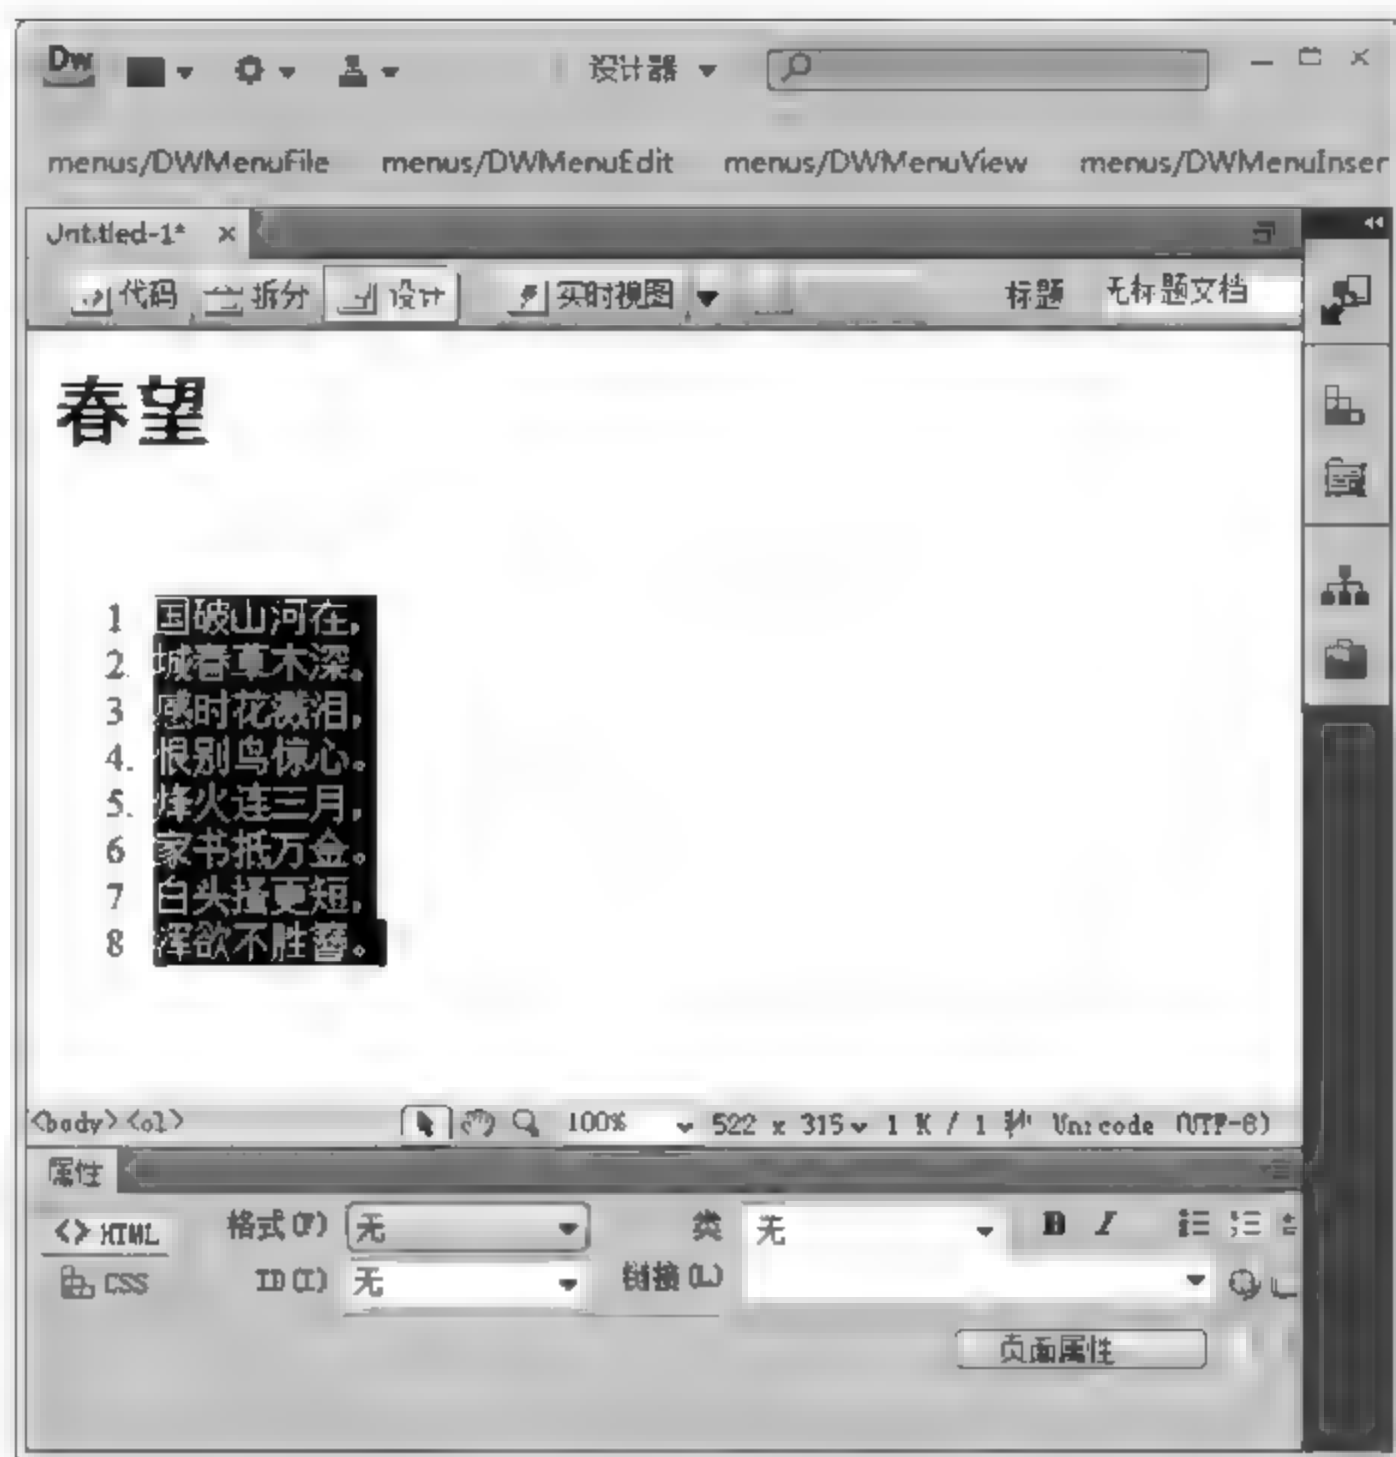 Dw 设计器
menus/DWMenuFile menus/DWMenuEdit menus/DWMenuView menus/DWMenuInser
Untitled-1* ×
代码 拆分 设计 实时视图 标题 无标题文档
春望
1 国破山河在,
2. 城春草木深。
3 感时花溅泪,
4. 恨别鸟惊心。
5. 烽火连三月,
6 家书抵万金。
7 白头搔更短,
8 浑欲不胜簪。
<body><ol> 100% 522 x 315 1 K / 1 秒 Unicode (UTF-8)
属性
<> HTML 格式(F) 无 类 无 B I
CSS ID(I) 无 链接(L)
页面属性